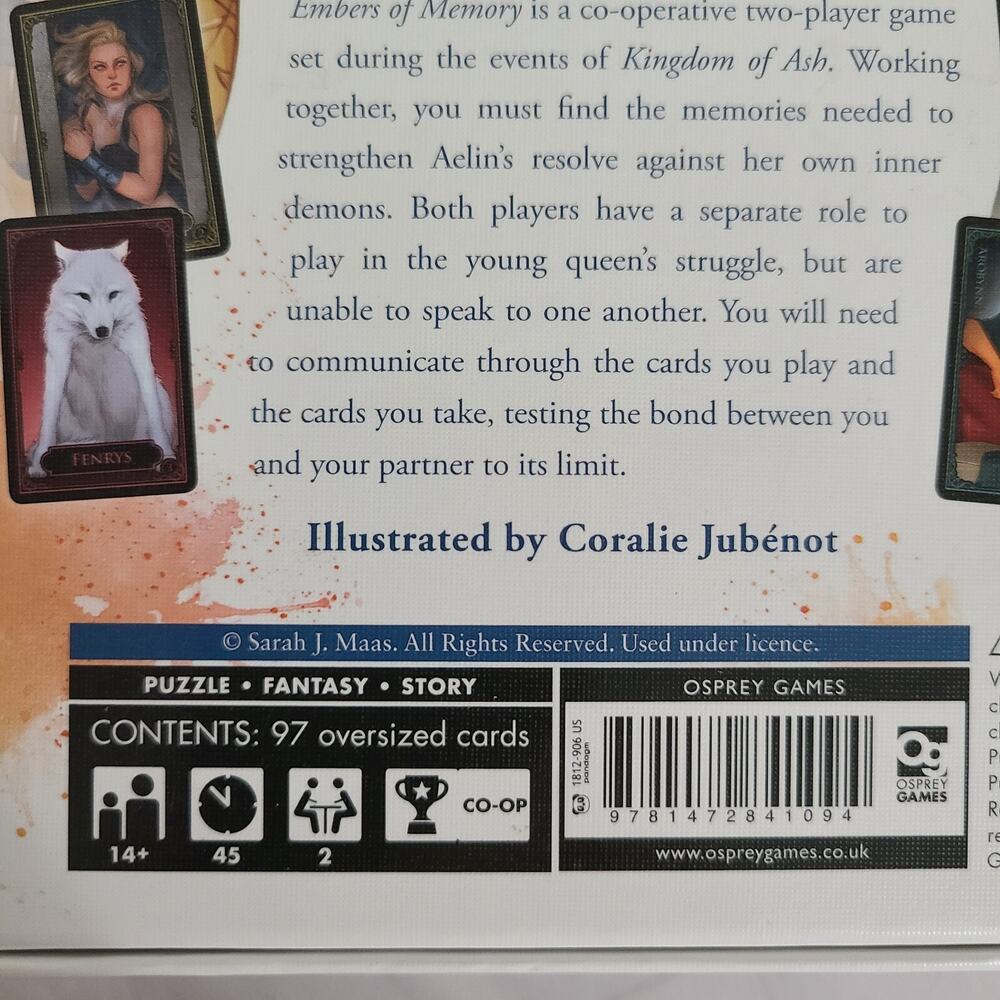 Embers of Memory is a co-operative two-player game
set during the events of Kingdom of Ash. Working
together, you must find the memories needed to
strengthen Aelin's resolve against her own inner
demons. Both players have a separate role to
play in the young queen's struggle, but are
unable to speak to one another. You will need
to communicate through the cards you play and
the cards you take, testing the bond between you
and your partner to its limit.
FENRYS
AROBYNN
Illustrated by Coralie Jubénot
© Sarah J. Maas. All Rights Reserved. Used under licence.
PUZZLE • FANTASY • STORY
CONTENTS: 97 oversized cards
CO-OP
14+
45
2
OSPREY GAMES
1812-906 US
pandagm
9781472841094
Og
OSPREY
GAMES
www.ospreygames.co.uk